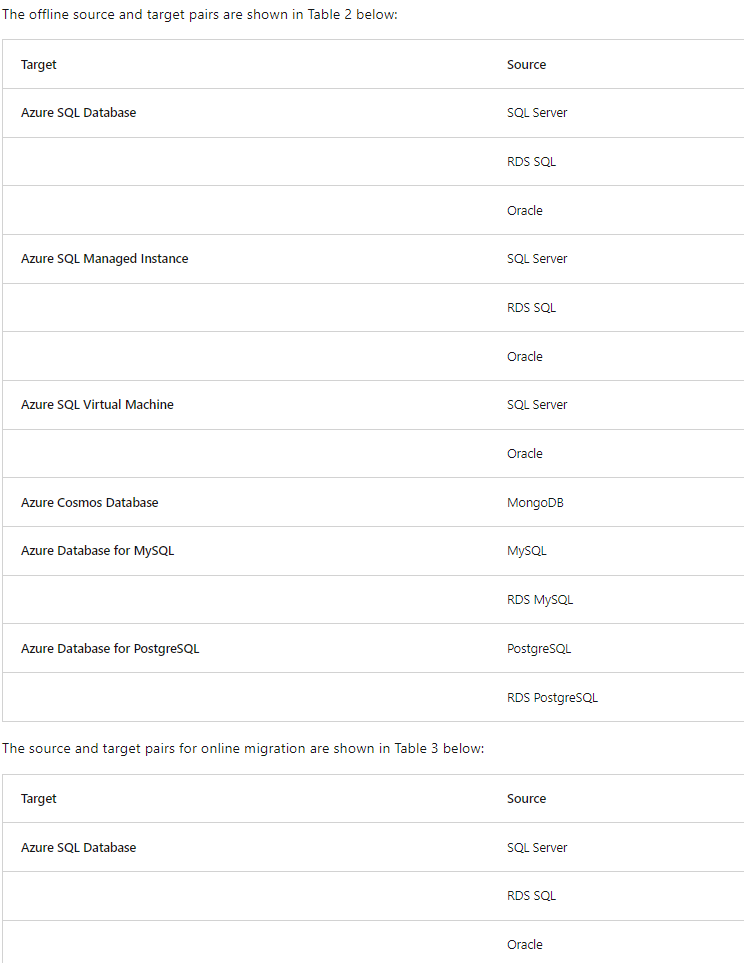 The offline source and target pairs are shown in Table 2 below:
Target Source
Azure SQL Database SQL Server
RDS SQL
Oracle
Azure SQL Managed Instance SQL Server
RDS SQL
Oracle
Azure SQL Virtual Machine SQL Server
Oracle
Azure Cosmos Database MongoDB
Azure Database for MySQL MySQL
RDS MySQL
Azure Database for PostgreSQL PostgreSQL
RDS PostgreSQL
The source and target pairs for online migration are shown in Table 3 below:
Target Source
Azure SQL Database SQL Server
RDS SQL
Oracle